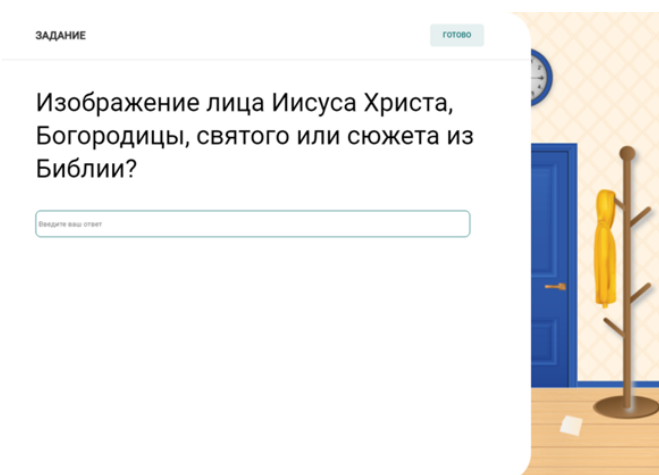 ЗАДАНИЕ
ГОТОВО
Изображение лица Иисуса Христа,
Богородицы, святого или сюжета из
Библии?
Введите ваш ответ